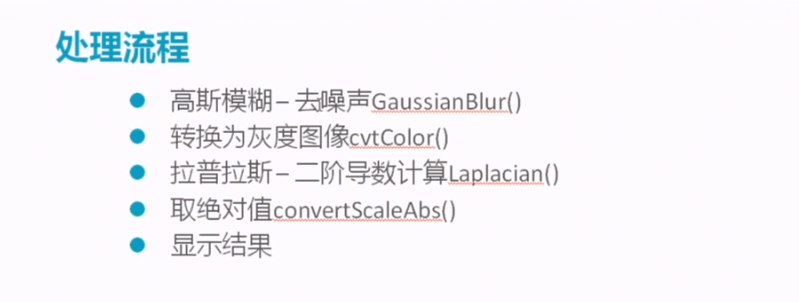 处理流程
高斯模糊 – 去噪声GaussianBlur()
转换为灰度图像cvtColor()
拉普拉斯 – 二阶导数计算Laplacian()
取绝对值convertScaleAbs()
显示结果